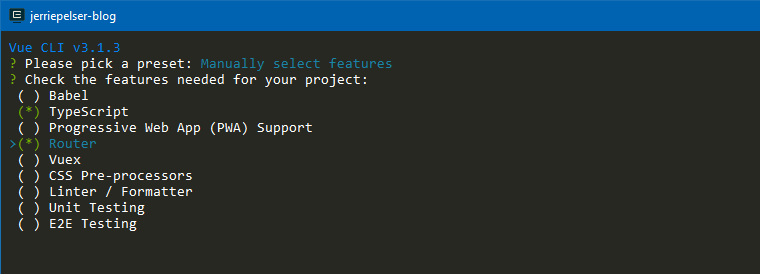 jerriepelser-blog
Vue CLI v3.1.3
? Please pick a preset: Manually select features
? Check the features needed for your project:
( ) Babel
(*) TypeScript
( ) Progressive Web App (PWA) Support
>(*) Router
( ) Vuex
( ) CSS Pre-processors
( ) Linter / Formatter
( ) Unit Testing
( ) E2E Testing